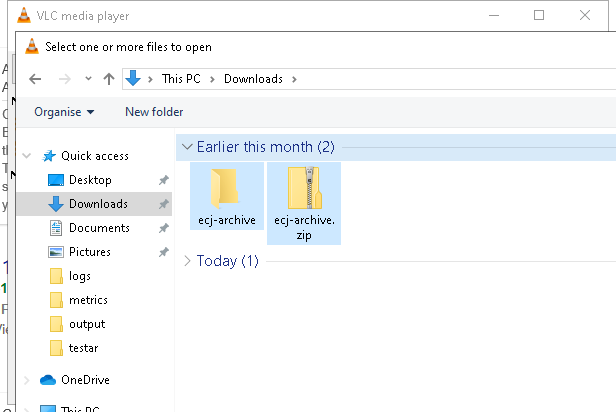 VLC media player
Select one or more files to open
This PC > Downloads >
Organise
New folder
Quick access
Desktop
Downloads
Documents
Pictures
logs
metrics
output
testar
OneDrive
This PC
Earlier this month (2)
ecj-archive
ecj-archive.
zip
Today (1)